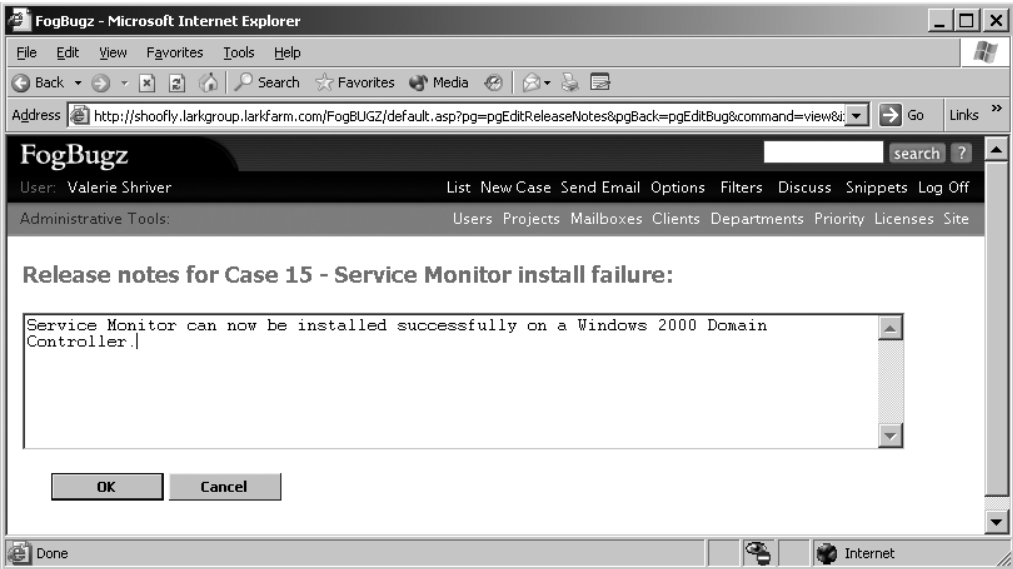 FogBugz - Microsoft Internet Explorer
File Edit View Favorites Tools Help
Back Search Favorites Media
Address http://shoofly.larkgroup.larkfarm.com/FogBUGZ/default.asp?pg=pgEditReleaseNotes&pgBack=pgEditBug&command=view&i: Go Links »
FogBugz search ?
User: Valerie Shriver List New Case Send Email Options Filters Discuss Snippets Log Off
Administrative Tools: Users Projects Mailboxes Clients Departments Priority Licenses Site
Release notes for Case 15 - Service Monitor install failure:
Service Monitor can now be installed successfully on a Windows 2000 Domain
Controller.
OK Cancel
Done Internet